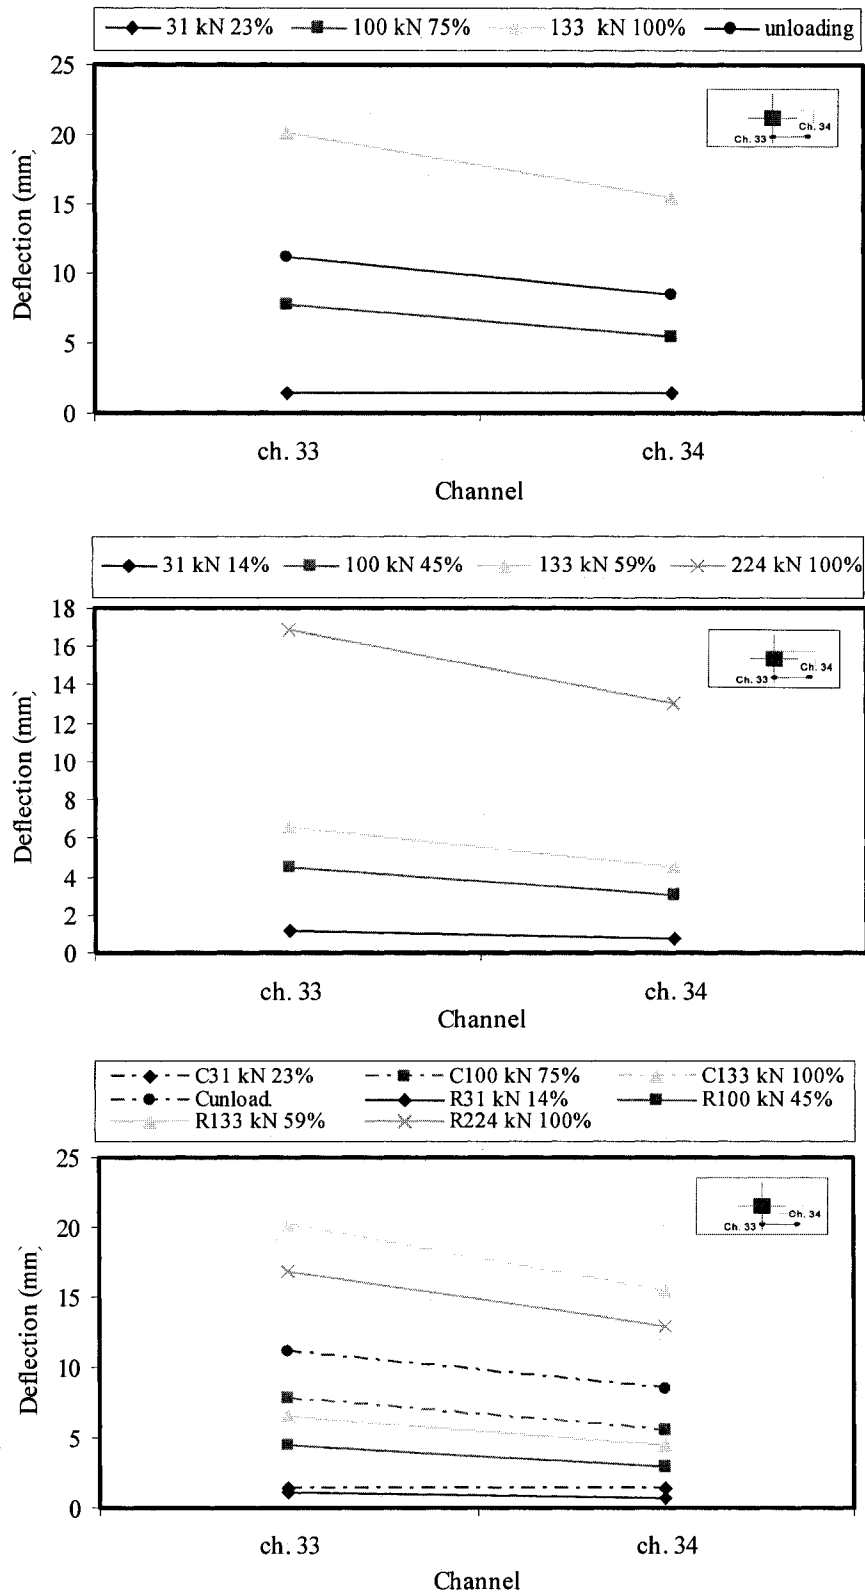 31 kN 23% 100 kN 75% 133 kN 100% unloading
25
20
15
10
5
0
Deflection (mm)
Ch. 33 Ch. 34
ch. 33 ch. 34
Channel
31 kN 14% 100 kN 45% 133 kN 59% 224 kN 100%
18
16
14
12
10
8
6
4
2
0
Deflection (mm)
Ch. 33 Ch. 34
ch. 33 ch. 34
Channel
C31 kN 23% C100 kN 75% C133 kN 100%
Cunload. R31 kN 14% R100 kN 45%
R133 kN 59% R224 kN 100%
25
20
15
10
5
0
Deflection (mm)
Ch. 33 Ch. 34
ch. 33 ch. 34
Channel